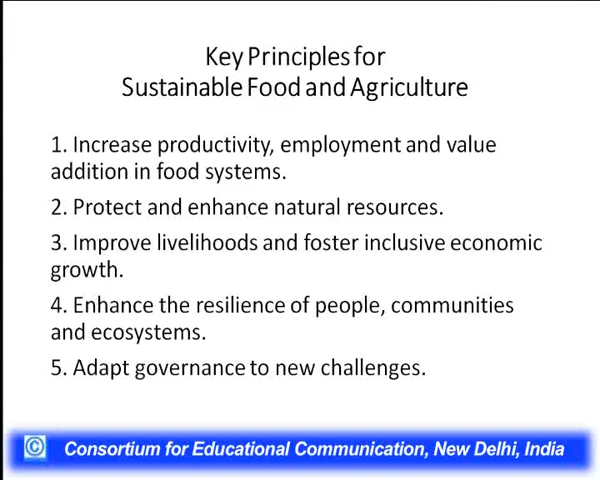 Key Principles for
Sustainable Food and Agriculture
1. Increase productivity, employment and value
addition in food systems.
2. Protect and enhance natural resources.
3. Improve livelihoods and foster inclusive economic
growth.
4. Enhance the resilience of people, communities
and ecosystems.
5. Adapt governance to new challenges.
© Consortium for Educational Communication, New Delhi, India